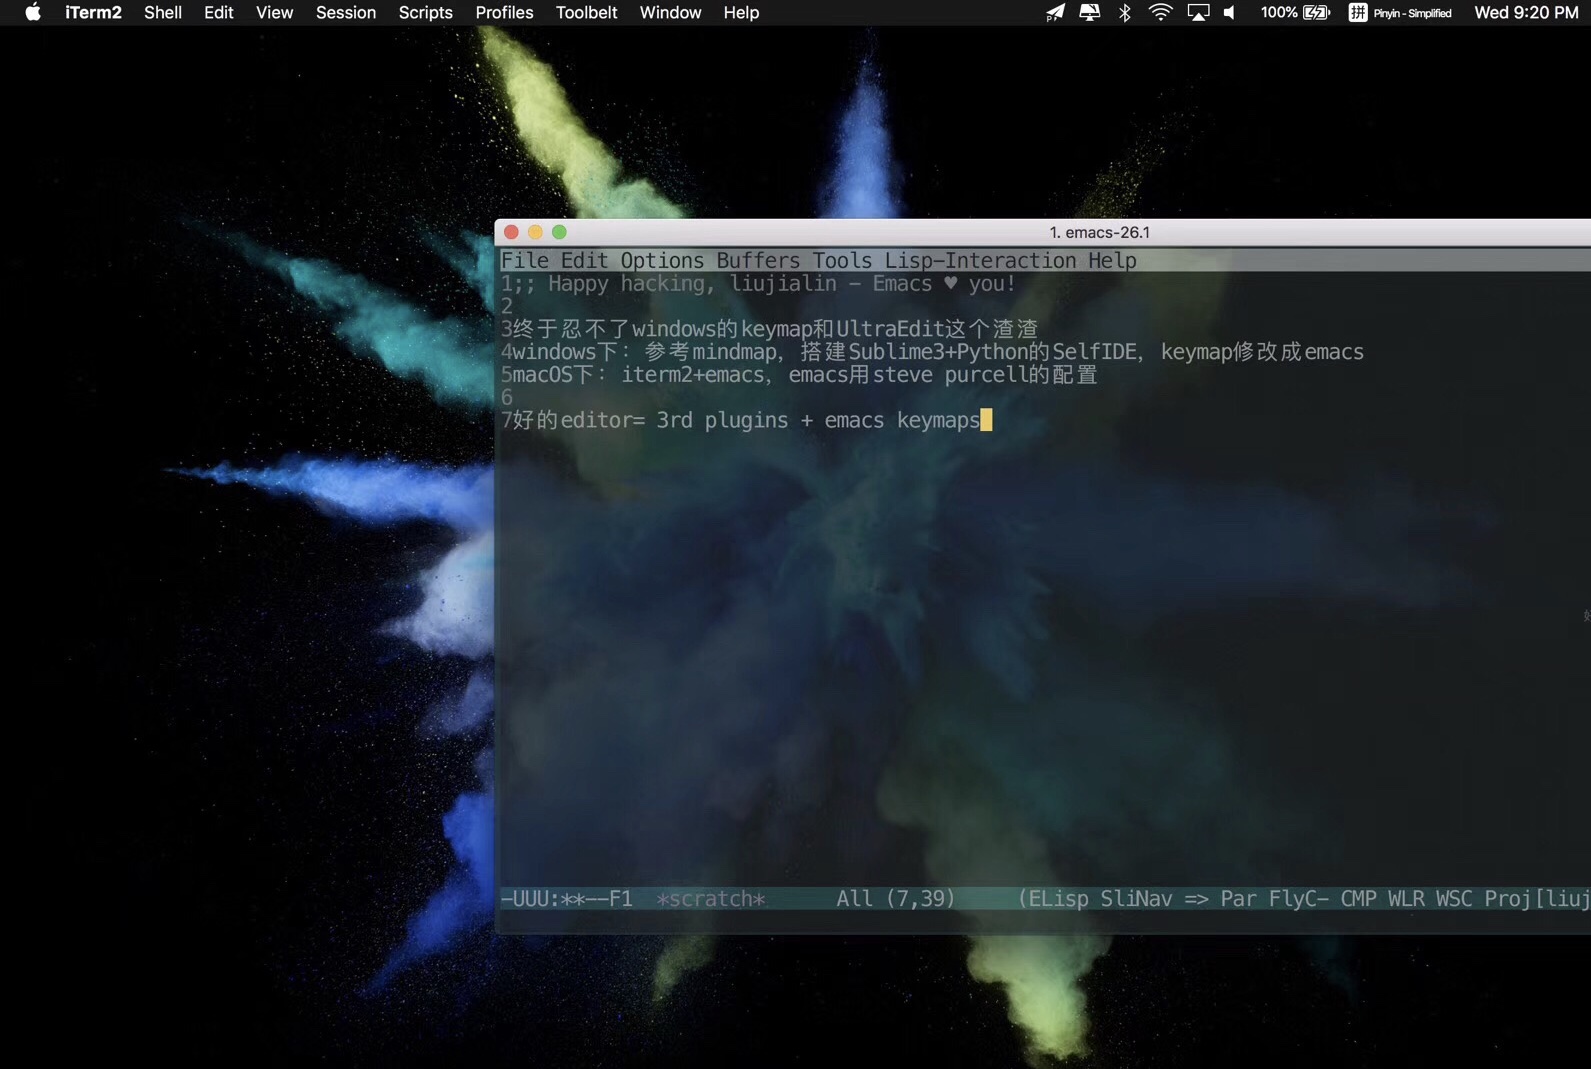 iTerm2 Shell Edit View Session Scripts Profiles Toolbelt Window Help 100% 拼 Pinyin - Simplified Wed 9:20 PM
1. emacs-26.1
File Edit Options Buffers Tools Lisp-Interaction Help
1;; Happy hacking, liujialin - Emacs ♥ you!
2
3终于忍不了windows的keymap和UltraEdit这个渣渣
4windows下：参考mindmap，搭建Sublime3+Python的SelfIDE，keymap修改成emacs
5macOS下：iterm2+emacs，emacs用steve purcell的配置
6
7好的editor= 3rd plugins + emacs keymaps
-UUU:**--F1 *scratch* All (7,39) (ELisp SliNav => Par FlyC- CMP WLR WSC Proj[liuj